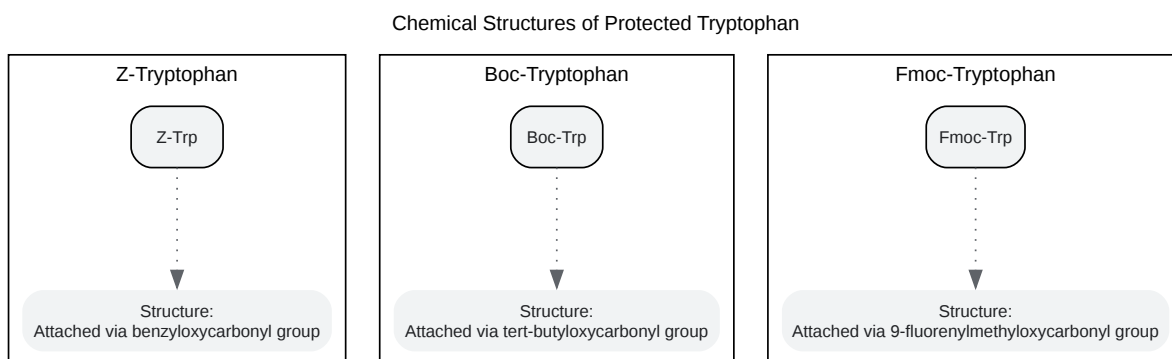 Chemical Structures of Protected Tryptophan
Z-Tryptophan
Z-Trp
Structure:
Attached via benzyloxycarbonyl group
Boc-Tryptophan
Boc-Trp
Structure:
Attached via tert-butyloxycarbonyl group
Fmoc-Tryptophan
Fmoc-Trp
Structure:
Attached via 9-fluorenylmethyloxycarbonyl group